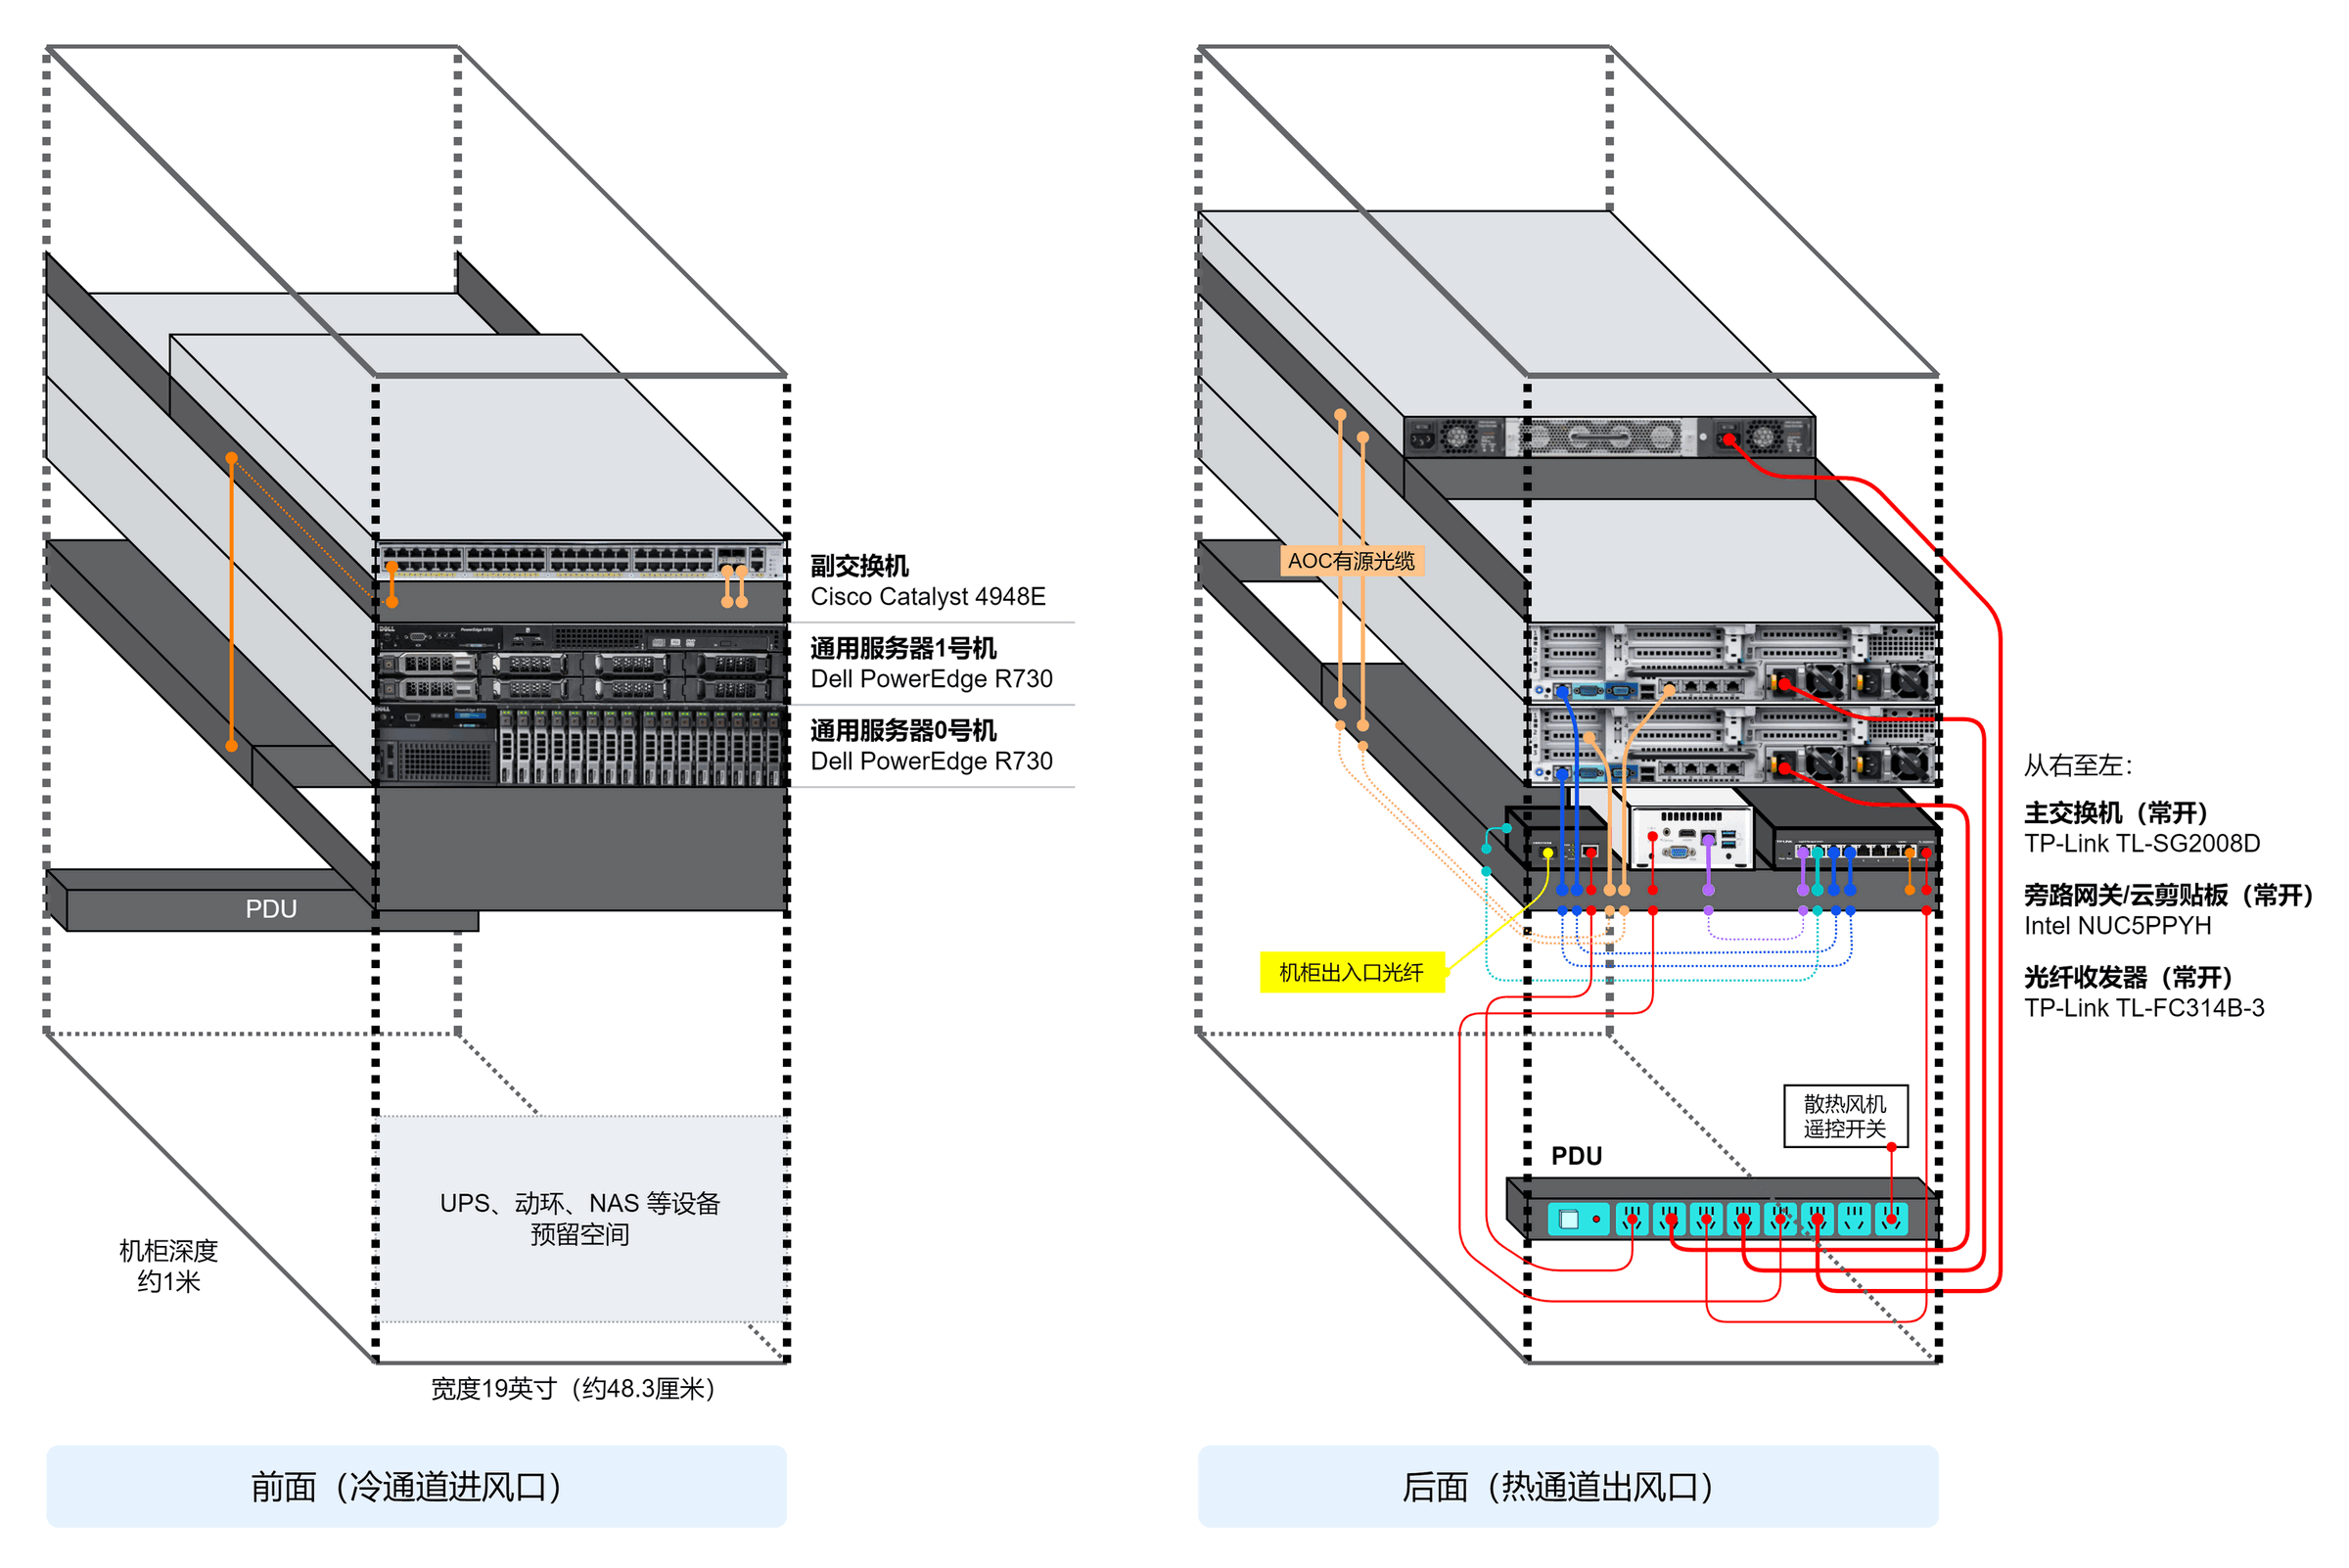 副交换机
Cisco Catalyst 4948E
通用服务器1号机
Dell PowerEdge R730
通用服务器0号机
Dell PowerEdge R730
PDU
UPS、动环、NAS 等设备
预留空间
机柜深度
约1米
宽度19英寸（约48.3厘米）
前面（冷通道进风口）
AOC有源光缆
从右至左：
主交换机（常开）
TP-Link TL-SG2008D
旁路网关/云剪贴板（常开）
Intel NUC5PPYH
光纤收发器（常开）
TP-Link TL-FC314B-3
机柜出入口光纤
散热风机
遥控开关
PDU
后面（热通道出风口）